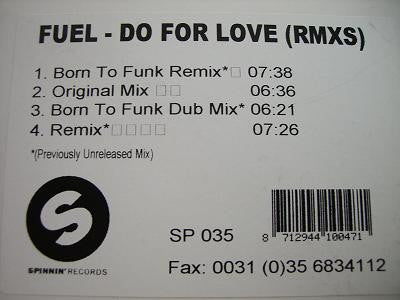 FUEL - DO FOR LOVE (RMXS)
1. Born To Funk Remix*□ 07:38
2. Original Mix □□ 06:36
3. Born To Funk Dub Mix* 06:21
4. Remix*□□□□ 07:26
*(Previously Unreleased Mix)
S
SPINNIN' RECORDS
SP 035
8 712944 100471
Fax: 0031 (0)35 6834112